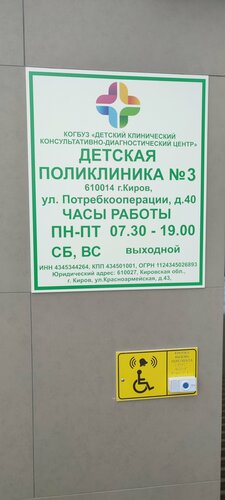 КОГБУЗ «ДЕТСКИЙ КЛИНИЧЕСКИЙ
КОНСУЛЬТАТИВНО-ДИАГНОСТИЧЕСКИЙ ЦЕНТР»
ДЕТСКАЯ
ПОЛИКЛИНИКА №3
610014 г.Киров,
ул. Потребкооперации, д.40
ЧАСЫ РАБОТЫ
ПН-ПТ 07.30 - 19.00
СБ, ВС ВЫХОДНОЙ
ИНН 4345344264, КПП 434501001, ОГРН 1124345026893
Юридический адрес: 610027, Кировская обл.,
г. Киров, ул.Красноармейская, д.43,